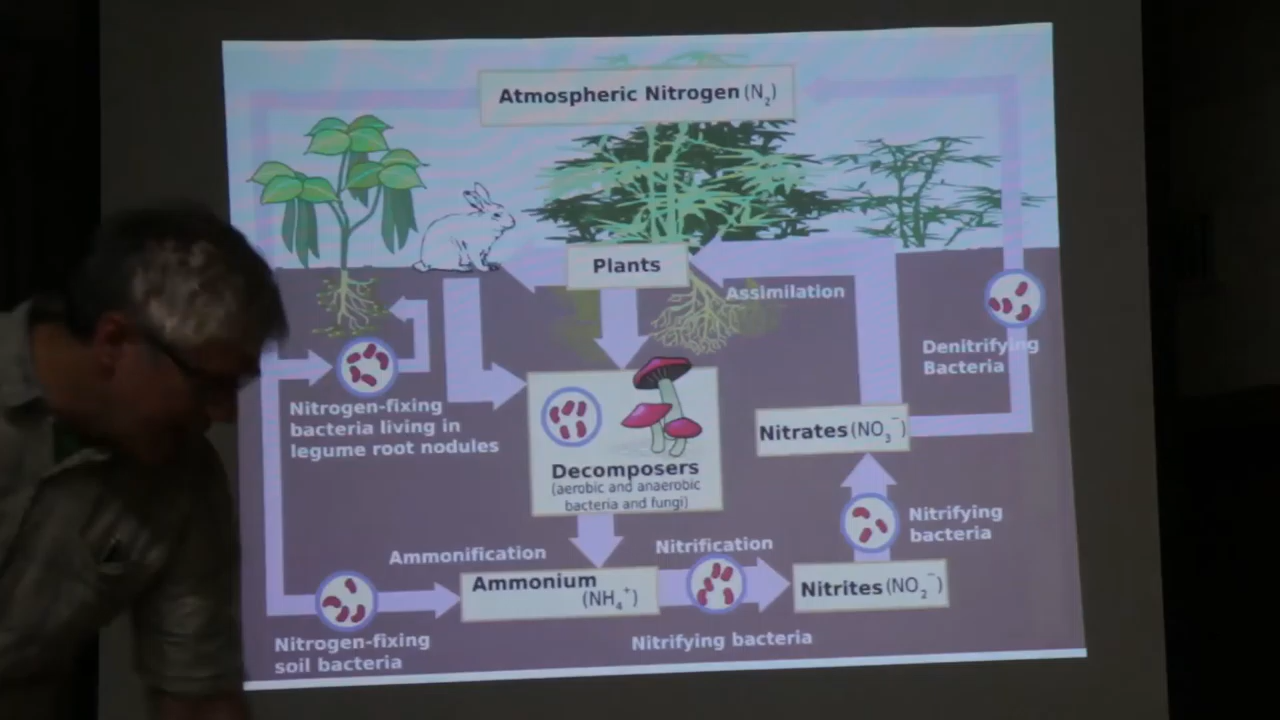 Atmospheric Nitrogen (N₂)
Plants
Assimilation
Denitrifying
Bacteria
Nitrogen-fixing
bacteria living in
legume root nodules
Decomposers
(aerobic and anaerobic
bacteria and fungi)
Nitrates (NO₃⁻)
Nitrifying
bacteria
Ammonification
Nitrification
Ammonium
(NH₄⁺)
Nitrites (NO₂⁻)
Nitrogen-fixing
soil bacteria
Nitrifying bacteria